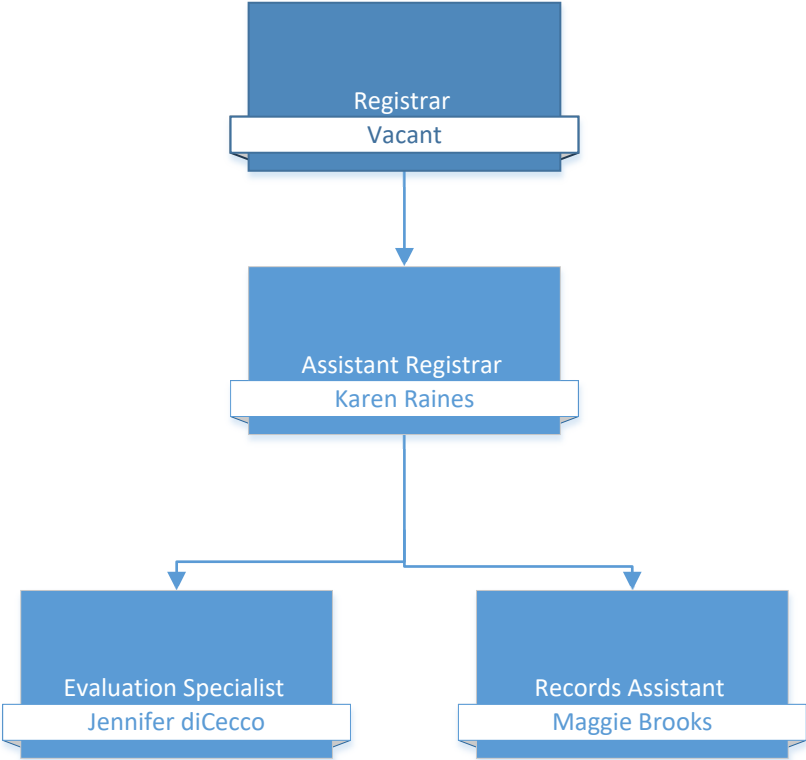 Registrar
Vacant
Assistant Registrar
Karen Raines
Evaluation Specialist
Jennifer diCecco
Records Assistant
Maggie Brooks